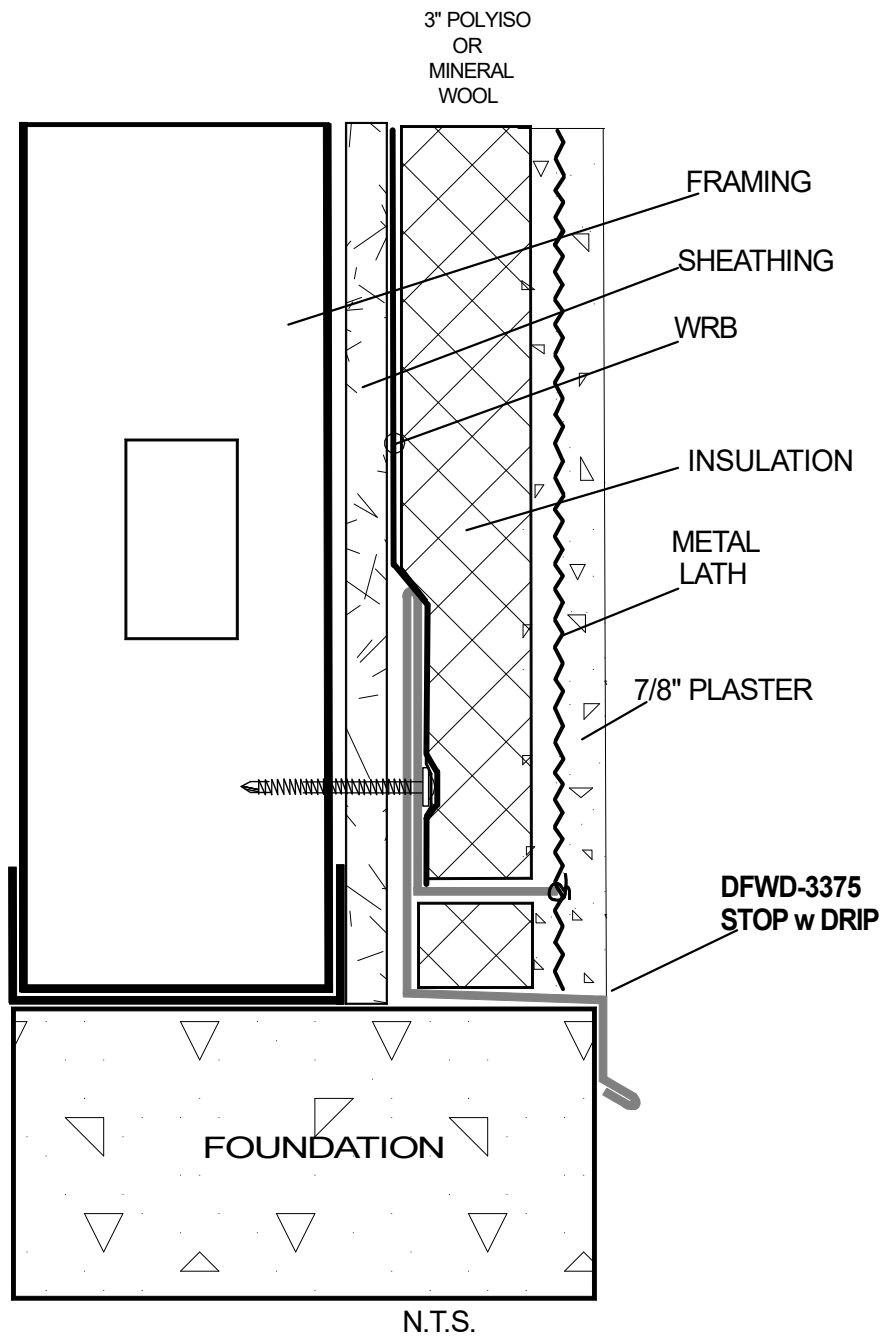 3" POLYISO
OR
MINERAL
WOOL
FRAMING
SHEATHING
WRB
INSULATION
METAL
LATH
7/8" PLASTER
DFWD-3375
STOP w DRIP
FOUNDATION
N.T.S.